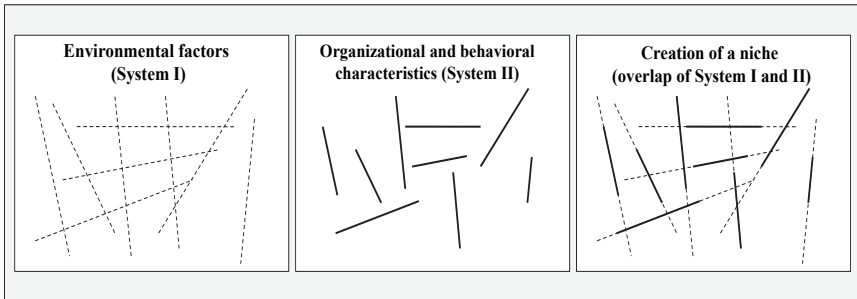 Environmental factors
(System I)
Organizational and behavioral
characteristics (System II)
Creation of a niche
(overlap of System I and II)